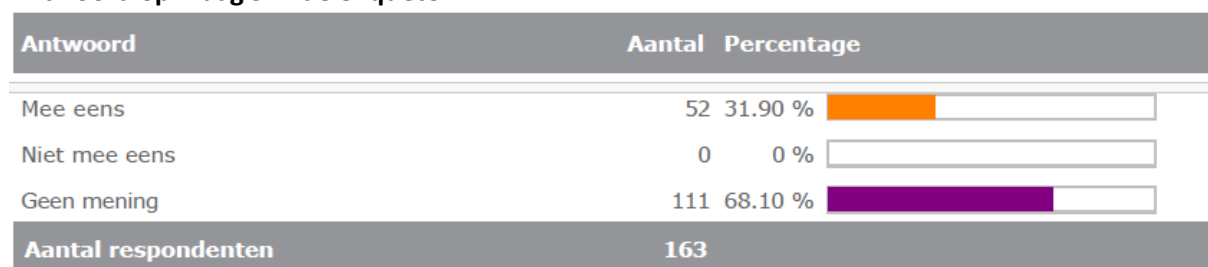 Antwoord Aantal Percentage
Mee eens 52 31.90 %
Niet mee eens 0 0 %
Geen mening 111 68.10 %
Aantal respondenten 163